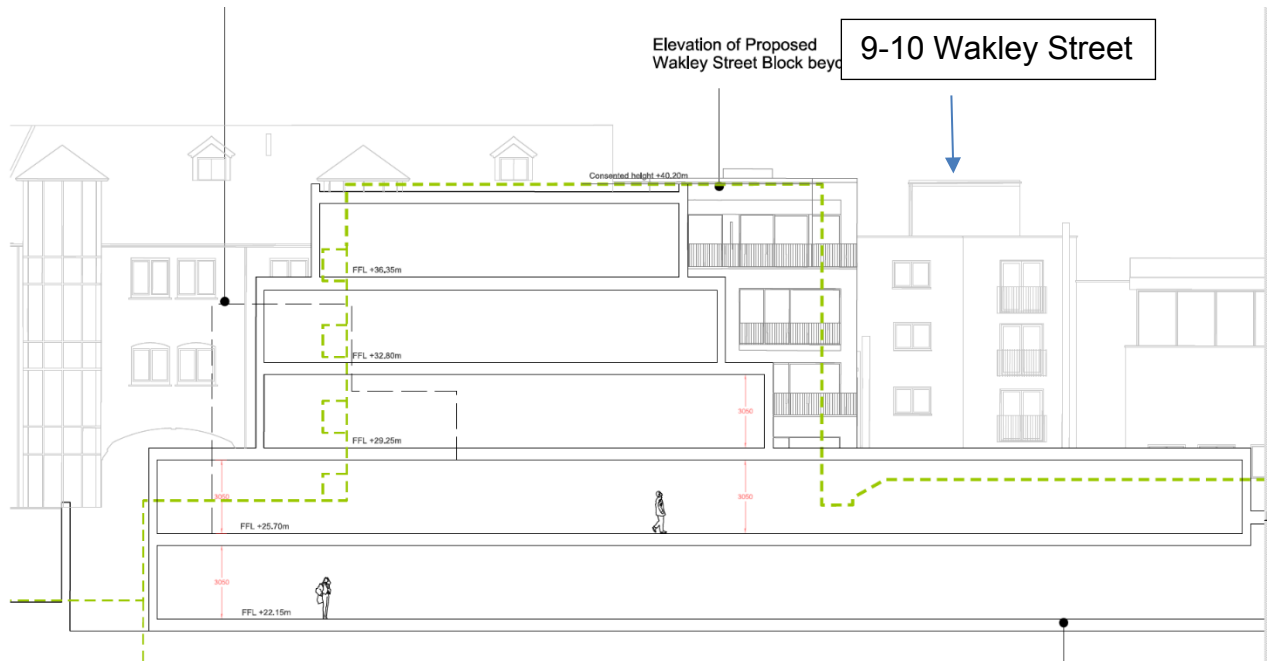 Elevation of Proposed
Wakley Street Block
9-10 Wakley Street
Consented height +40.20m
FFL +36.35m
FFL +32.80m
3050
FFL +29.25m
3050
3050
FFL +25.70m
3050
FFL +22.15m